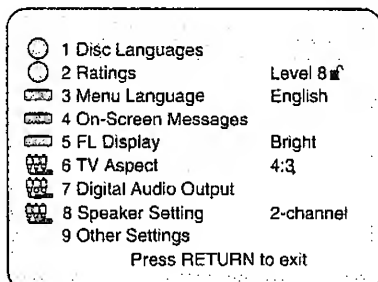 1 Disc Languages
2 Ratings Level 8
3 Menu Language English
4 On-Screen Messages
5 FL Display Bright
6 TV Aspect 4:3
7 Digital Audio Output
8 Speaker Setting 2-channel
9 Other Settings
Press RETURN to exit